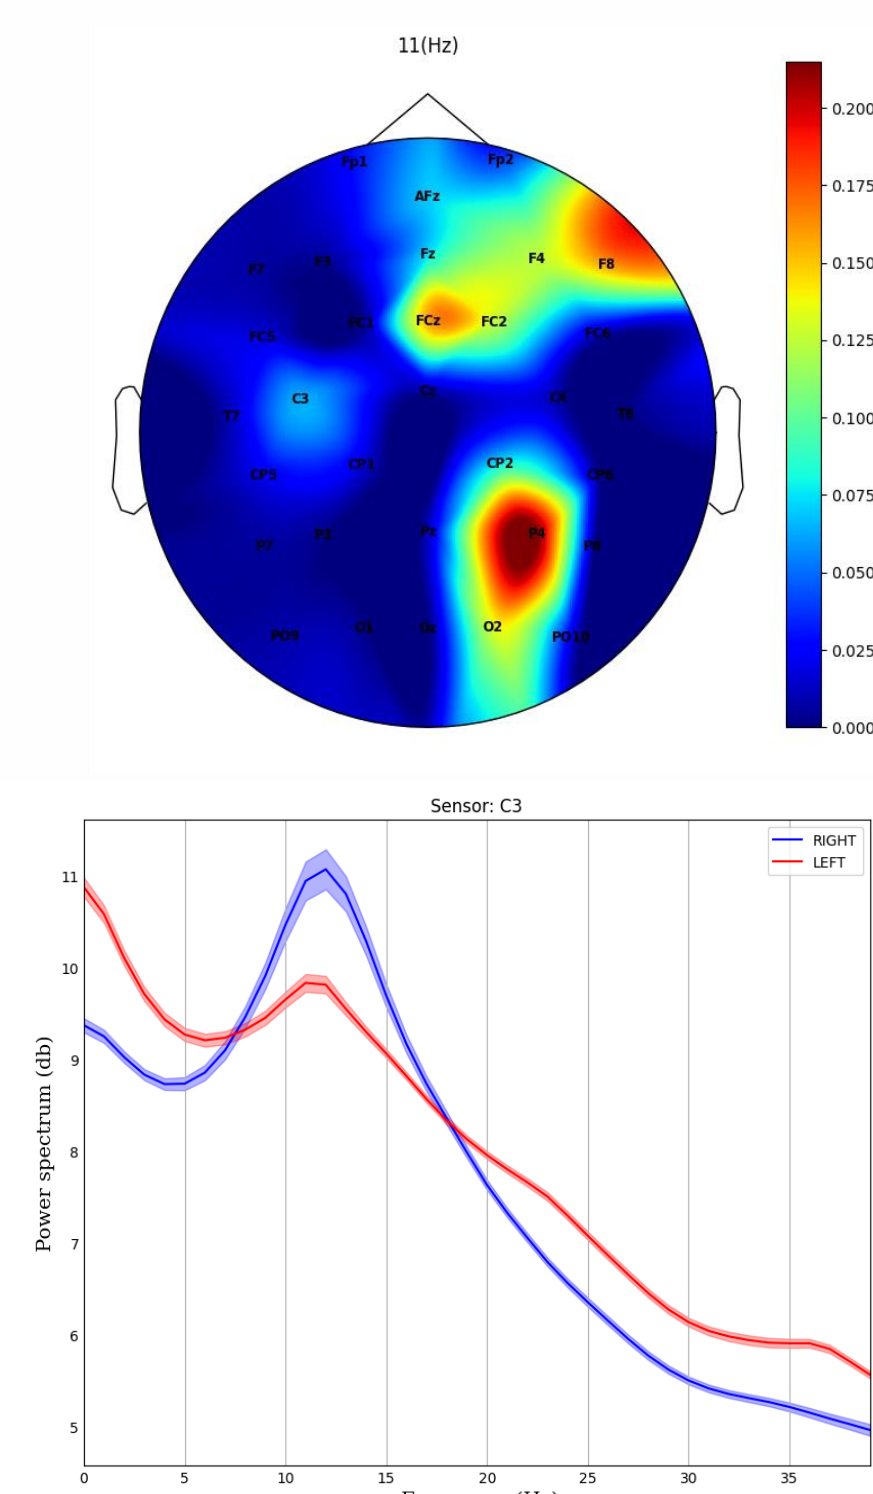 11(Hz)
Fp1
Fp2
AFz
F7
F3
Fz
F4
F8
FC5
FC1
FCz
FC2
FC6
T7
C3
Cz
C4
T8
CP5
CP1
CP2
CP6
P7
P3
Pz
P4
P8
PO9
O1
Oz
O2
PO10
0.200
0.175
0.150
0.125
0.100
0.075
0.050
0.025
0.000
Sensor: C3
RIGHT
LEFT
Power spectrum (db)
11
10
9
8
7
6
5
0 5 10 15 20 25 30 35